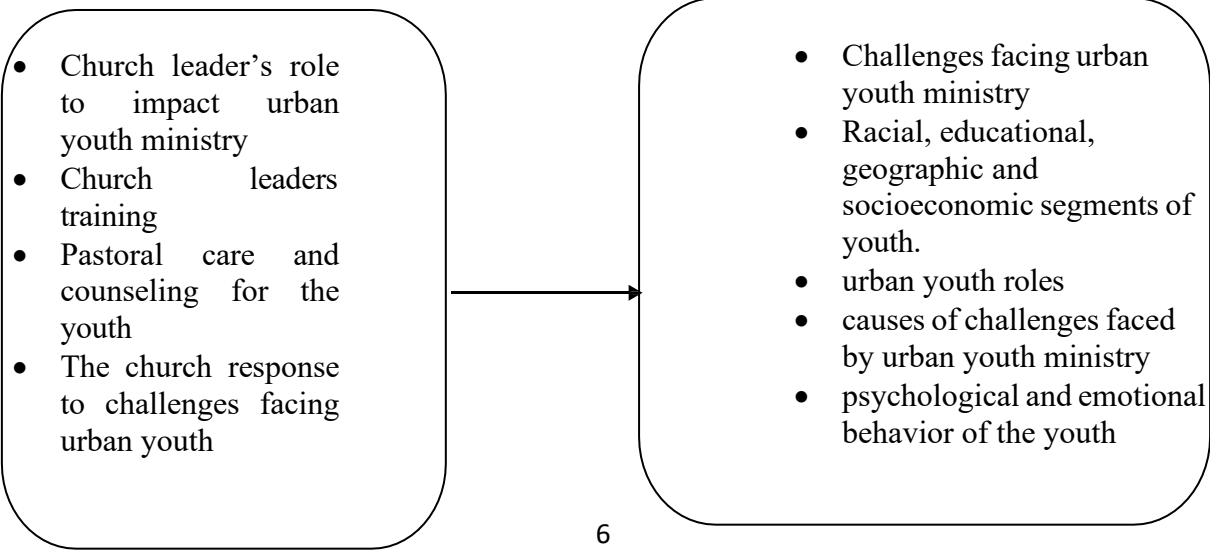 • Church leader’s role
to impact urban
youth ministry
• Church leaders
training
• Pastoral care and
counseling for the
youth
• The church response
to challenges facing
urban youth
• Challenges facing urban
youth ministry
• Racial, educational,
geographic and
socioeconomic segments of
youth.
• urban youth roles
• causes of challenges faced
by urban youth ministry
• psychological and emotional
behavior of the youth
6